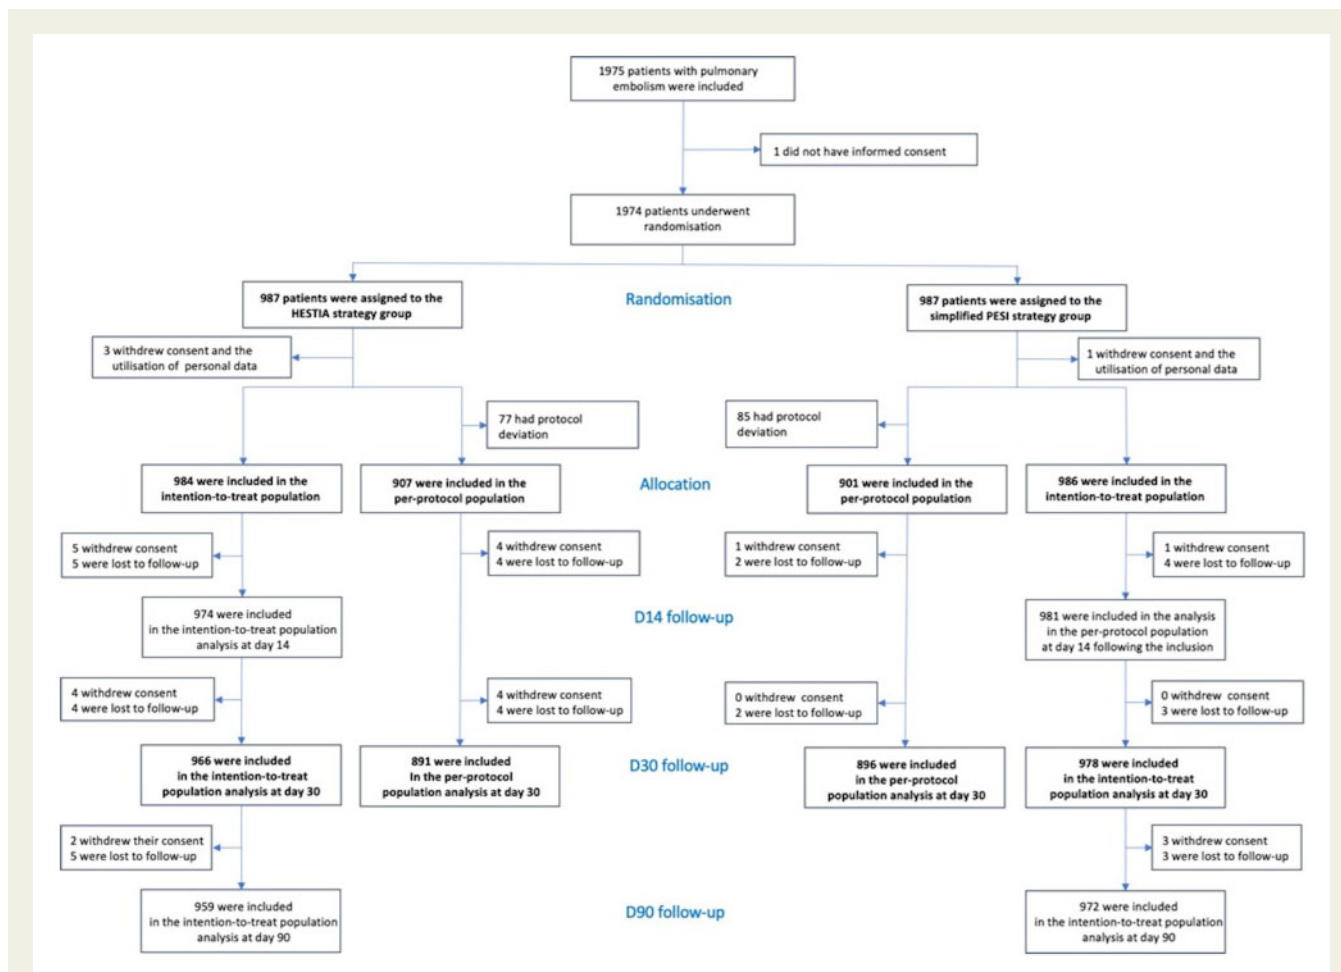 1975 patients with pulmonary
embolism were included
1 did not have informed consent
1974 patients underwent
randomisation
987 patients were assigned to the
HESTIA strategy group
Randomisation
987 patients were assigned to the
simplified PESI strategy group
3 withdrew consent and the
utilisation of personal data
1 withdrew consent and the
utilisation of personal data
77 had protocol
deviation
85 had protocol
deviation
984 were included in the
intention-to-treat population
907 were included in the
per-protocol population
Allocation
901 were included in the
per-protocol population
986 were included in the
intention-to-treat population
5 withdrew consent
5 were lost to follow-up
4 withdrew consent
4 were lost to follow-up
1 withdrew consent
2 were lost to follow-up
1 withdrew consent
4 were lost to follow-up
974 were included
in the intention-to-treat population
analysis at day 14
D14 follow-up
981 were included in the analysis
in the per-protocol population
at day 14 following the inclusion
4 withdrew consent
4 were lost to follow-up
4 withdrew consent
4 were lost to follow-up
0 withdrew consent
2 were lost to follow-up
0 withdrew consent
3 were lost to follow-up
966 were included
in the intention-to-treat
population analysis at day 30
891 were included
In the per-protocol
population analysis at day 30
D30 follow-up
896 were included
in the per-protocol
population analysis at day 30
978 were included
in the intention-to-treat
population analysis at day 30
2 withdrew their consent
5 were lost to follow-up
3 withdrew consent
3 were lost to follow-up
959 were included
in the intention-to-treat population
analysis at day 90
D90 follow-up
972 were included
in the intention-to-treat population
analysis at day 90